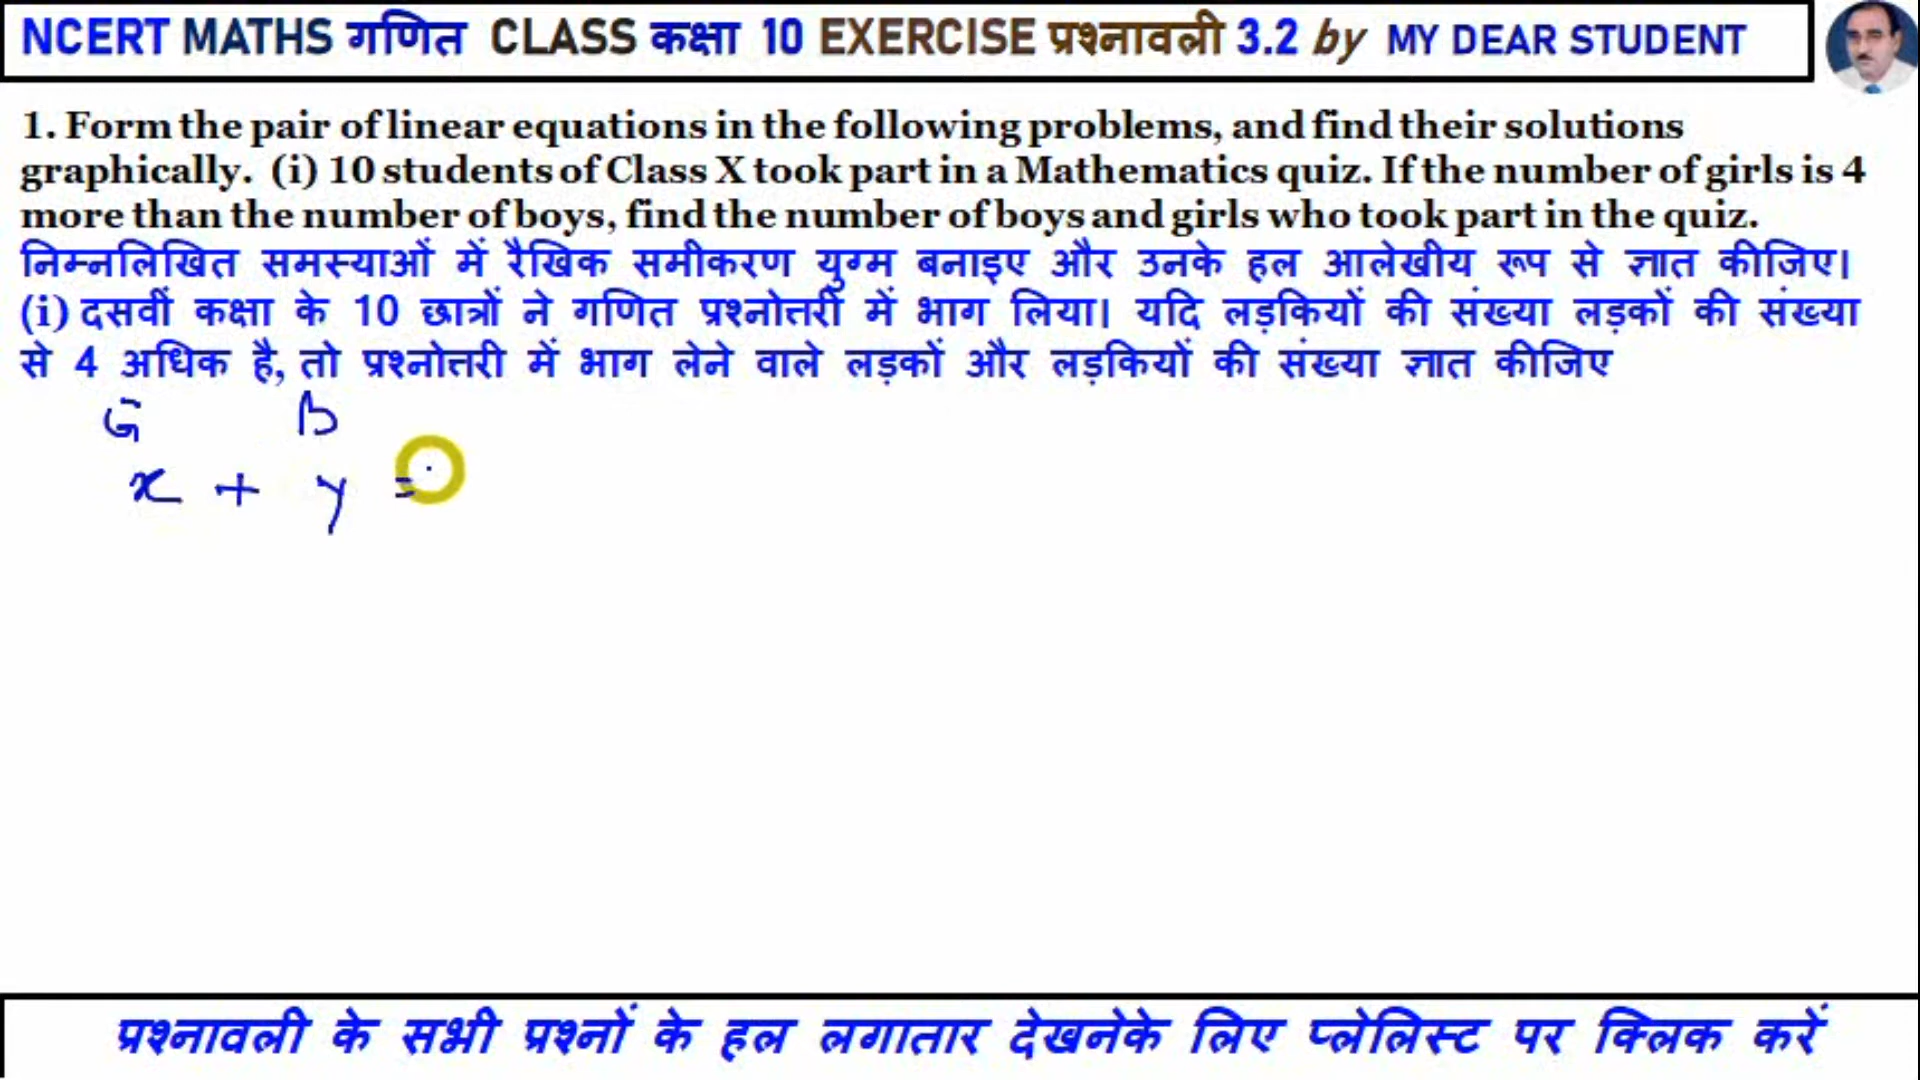 NCERT MATHS गणित CLASS कक्षा 10 EXERCISE प्रश्नावली 3.2 by MY DEAR STUDENT
1. Form the pair of linear equations in the following problems, and find their solutions
graphically. (i) 10 students of Class X took part in a Mathematics quiz. If the number of girls is 4
more than the number of boys, find the number of boys and girls who took part in the quiz.
निम्नलिखित समस्याओं में रैखिक समीकरण युग्म बनाइए और उनके हल आलेखीय रूप से ज्ञात कीजिए।
(i) दसवीं कक्षा के 10 छात्रों ने गणित प्रश्नोत्तरी में भाग लिया। यदि लड़कियों की संख्या लड़कों की संख्या
से 4 अधिक है, तो प्रश्नोत्तरी में भाग लेने वाले लड़कों और लड़कियों की संख्या ज्ञात कीजिए
G B
x + y =
प्रश्नावली के सभी प्रश्नों के हल लगातार देखनेके लिए प्लेलिस्ट पर क्लिक करें